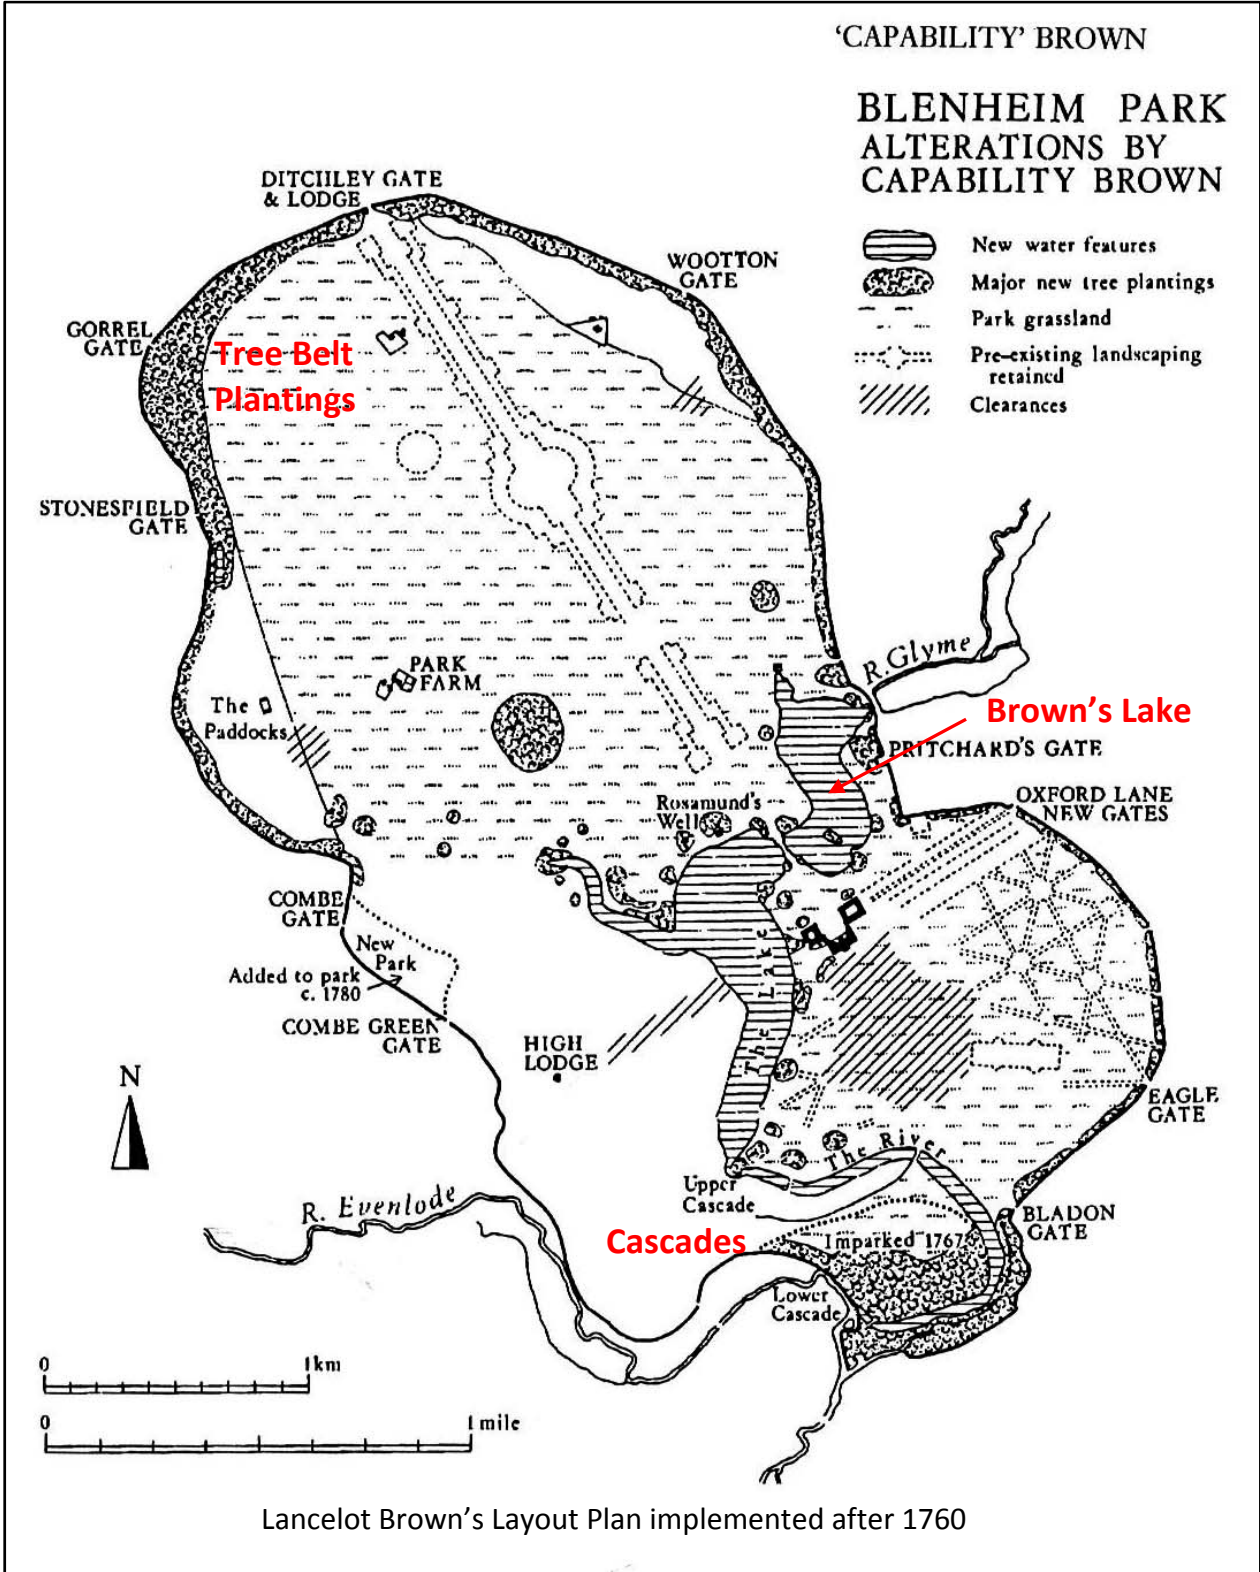 'CAPABILITY' BROWN
BLENHEIM PARK
ALTERATIONS BY
CAPABILITY BROWN
New water features
Major new tree plantings
Park grassland
Pre-existing landscaping
retained
Clearances
DITCHLEY GATE
& LODGE
WOOTTON
GATE
GORREL
GATE
Tree Belt
Plantings
STONESFIELD
GATE
R. Glyme
PARK
FARM
The
Paddocks
Brown's Lake
PRITCHARD'S GATE
OXFORD LANE
NEW GATES
Rosamund's
Well
COMBE
GATE
New
Park
Added to park
c. 1780
COMBE GREEN
GATE
The Lake
HIGH
LODGE
N
EAGLE
GATE
The River
Upper
Cascade
R. Evenlode
BLADON
GATE
Cascades
Imparked 1767
Lower
Cascade
0 1 km
0 1 mile
Lancelot Brown's Layout Plan implemented after 1760